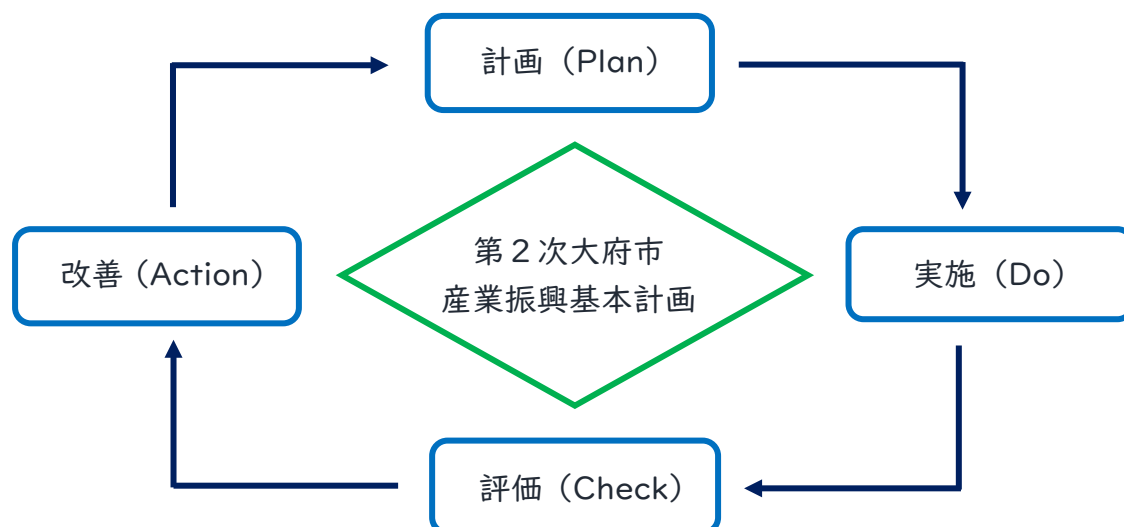 計画（Plan）
改善（Action）
第２次大府市
産業振興基本計画
実施（Do）
評価（Check）